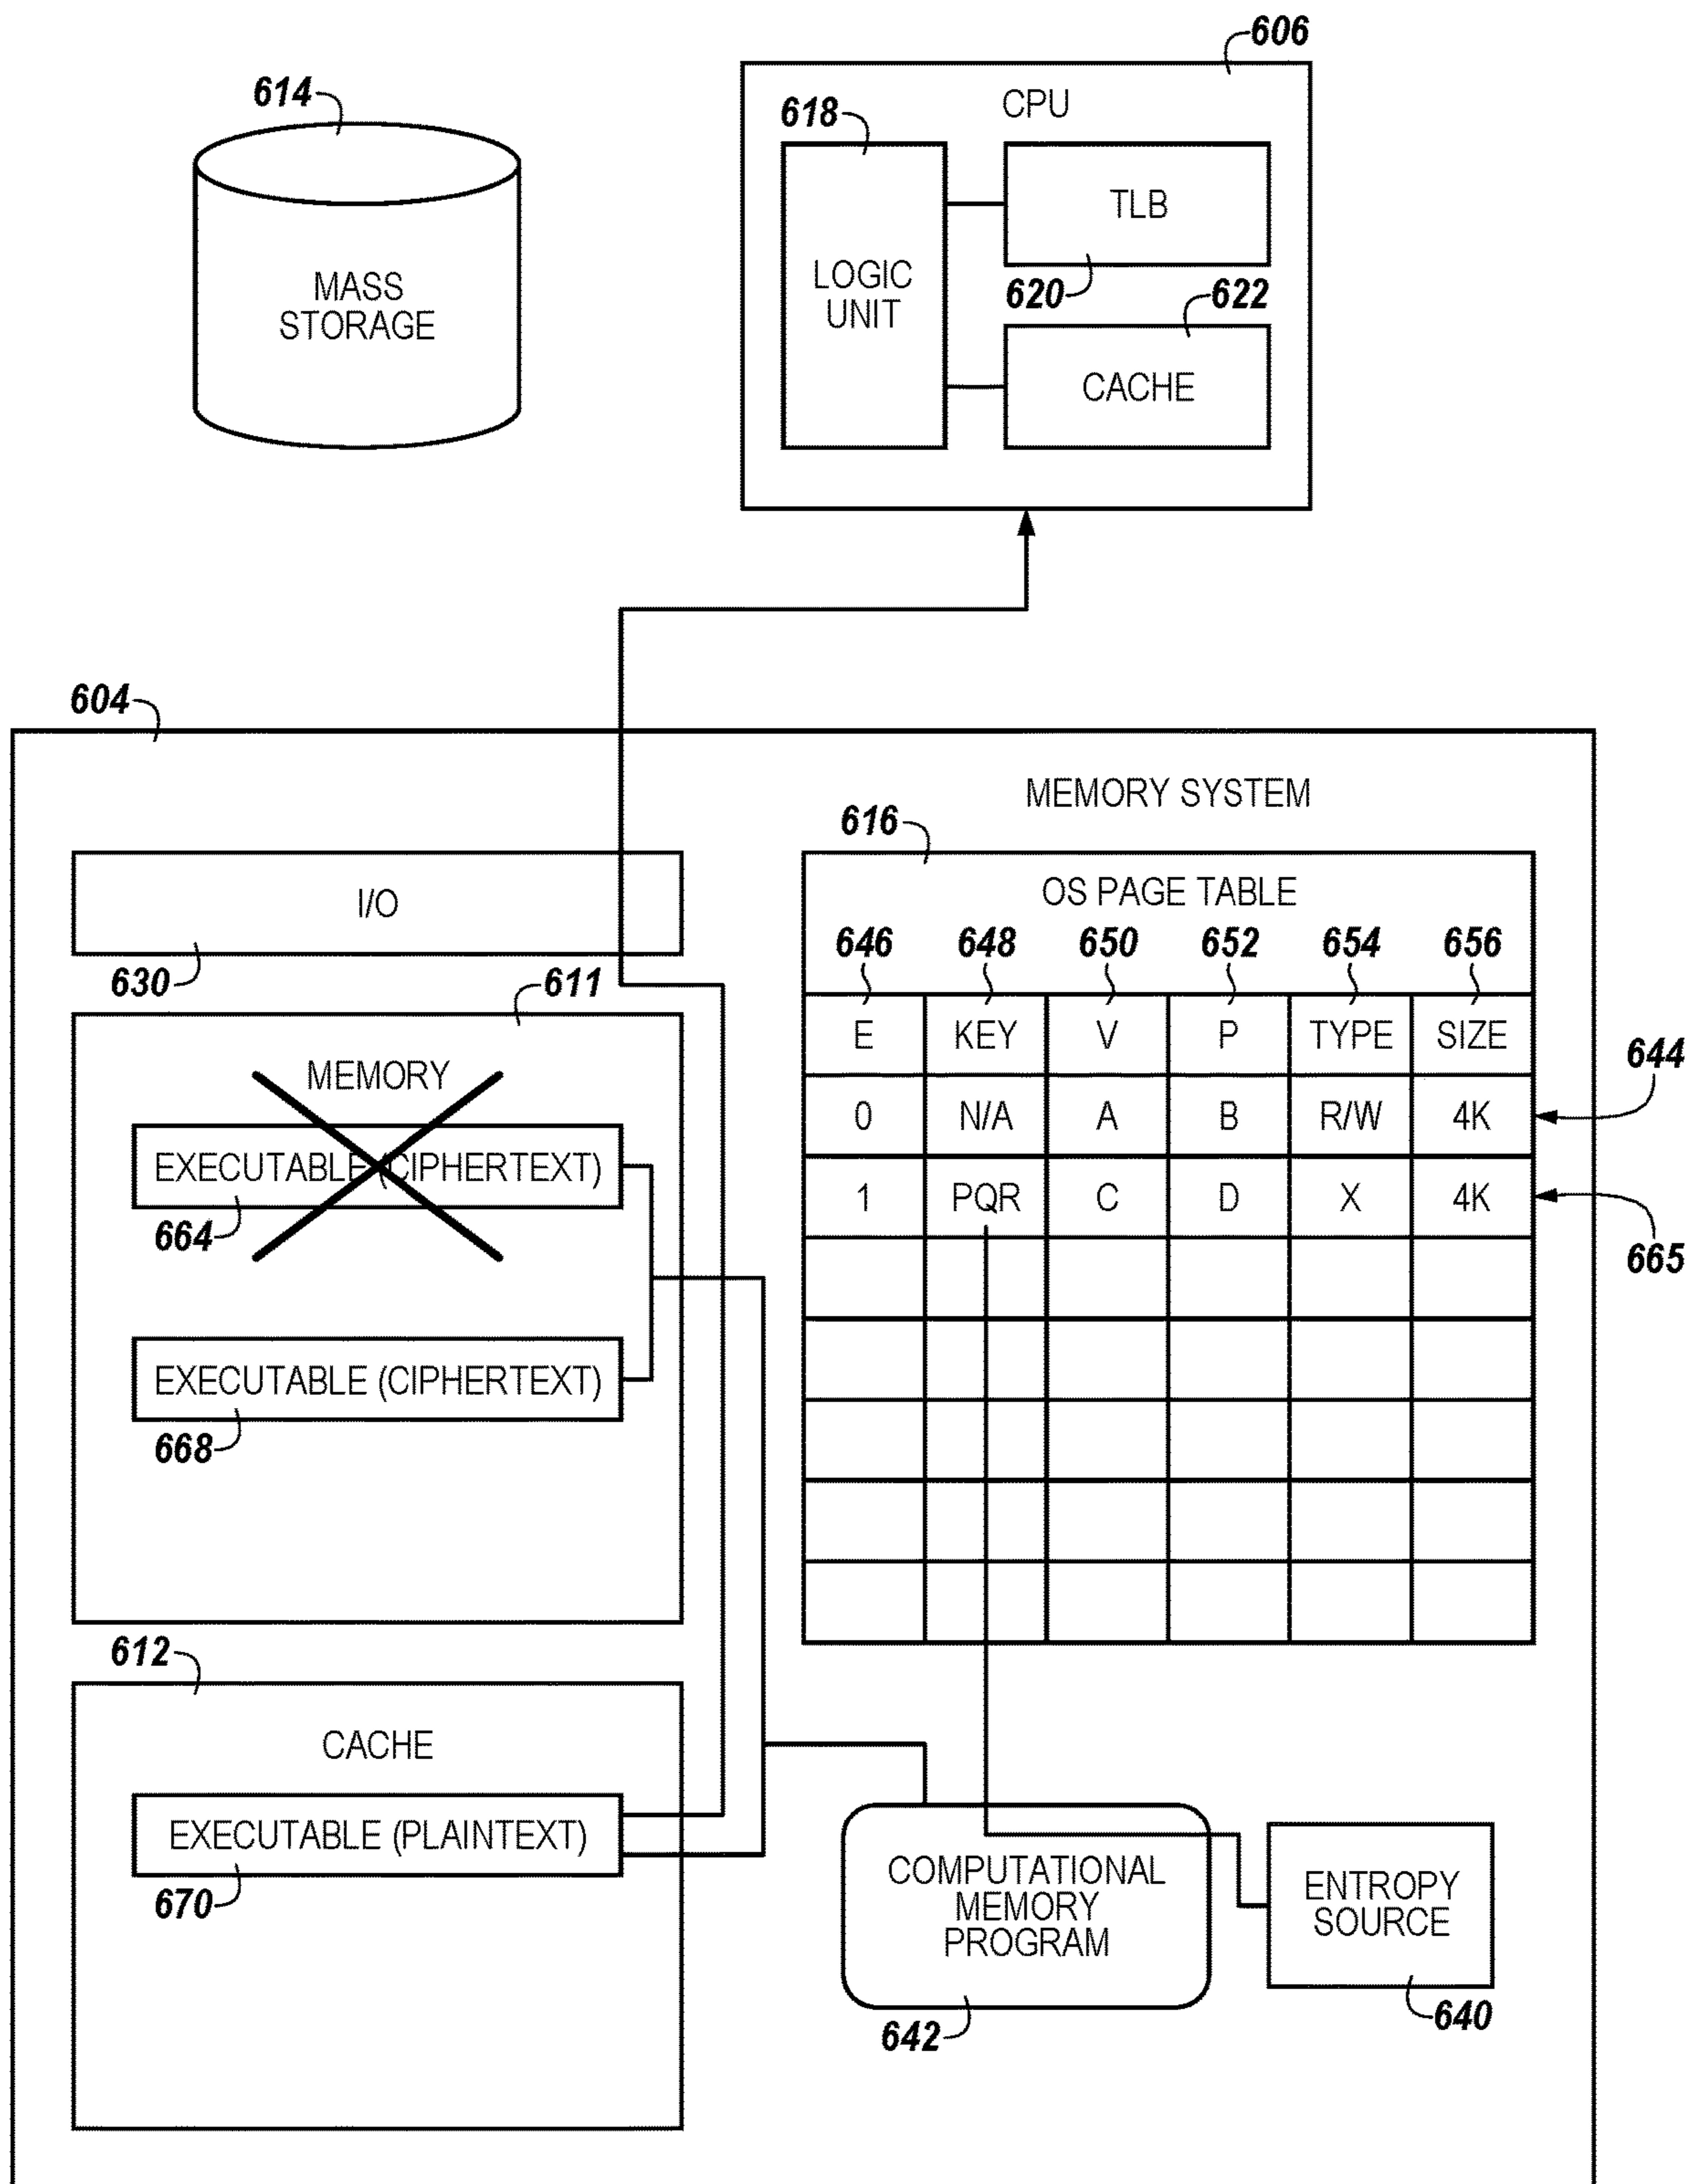 606
CPU
614
618
TLB
LOGIC
UNIT
620
622
CACHE
MASS
STORAGE
604
MEMORY SYSTEM
616
I/O
630
OS PAGE TABLE
646 648 650 652 654 656
E KEY V P TYPE SIZE
0 N/A A B R/W 4K
644
1 PQR C D X 4K
665
611
MEMORY
EXECUTABLE (CIPHERTEXT)
664
EXECUTABLE (CIPHERTEXT)
668
612
CACHE
EXECUTABLE (PLAINTEXT)
670
COMPUTATIONAL
MEMORY
PROGRAM
642
ENTROPY
SOURCE
640